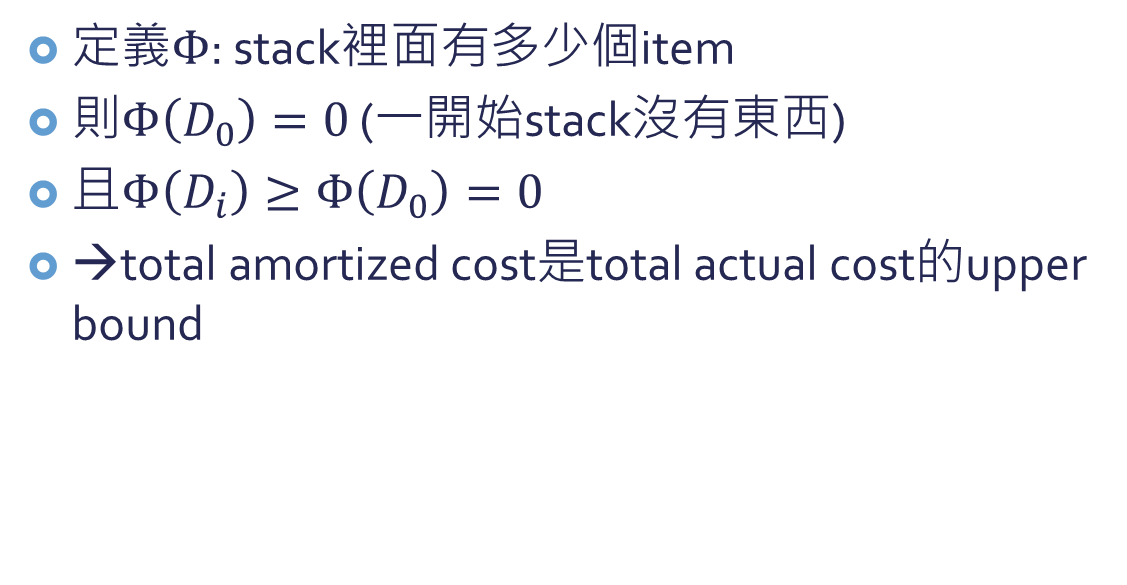 定義Φ: stack裡面有多少個item
則Φ(D₀) = 0 (一開始stack沒有東西)
且Φ(Dᵢ) ≥ Φ(D₀) = 0
→total amortized cost是total actual cost的upper
bound